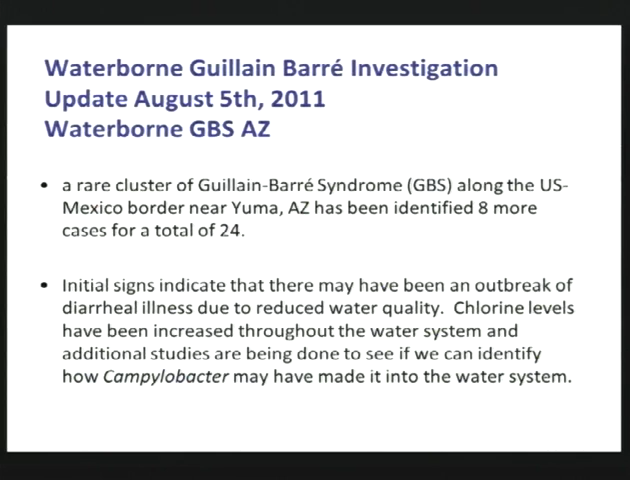 Waterborne Guillain Barré Investigation
Update August 5th, 2011
Waterborne GBS AZ
• a rare cluster of Guillain-Barré Syndrome (GBS) along the US-
Mexico border near Yuma, AZ has been identified 8 more
cases for a total of 24.
• Initial signs indicate that there may have been an outbreak of
diarrheal illness due to reduced water quality.  Chlorine levels
have been increased throughout the water system and
additional studies are being done to see if we can identify
how Campylobacter may have made it into the water system.